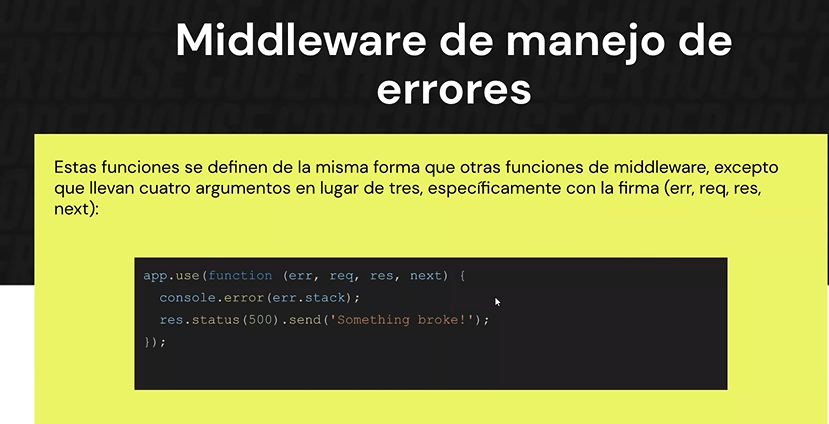 Middleware de manejo de
errores
Estas funciones se definen de la misma forma que otras funciones de middleware, excepto
que llevan cuatro argumentos en lugar de tres, específicamente con la firma (err, req, res,
next):
app.use(function (err, req, res, next) {
  console.error(err.stack);
  res.status(500).send('Something broke!');
});